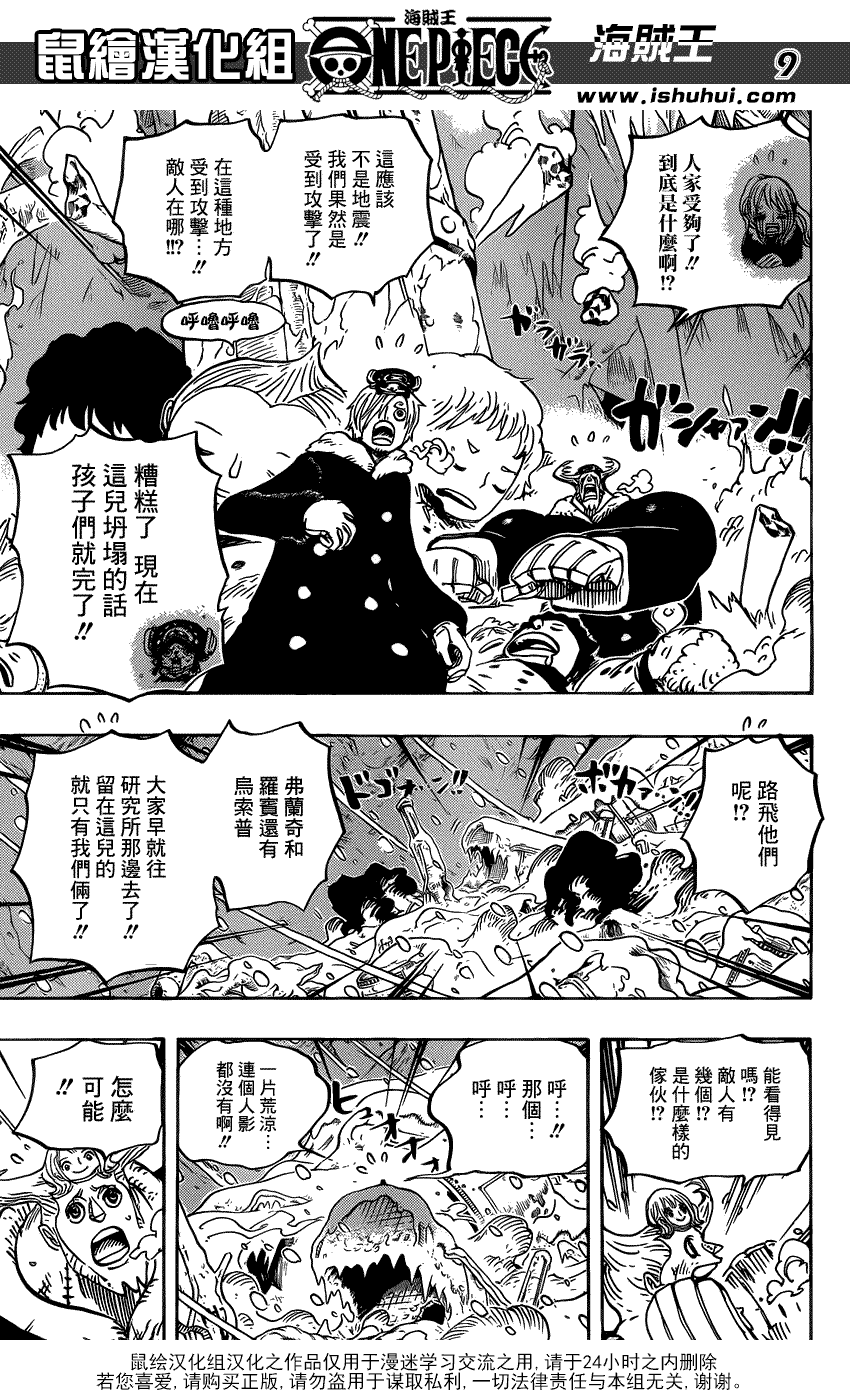 鼠繪漢化組
海賊王
ONE PIECE
海賊王
www.ishuhui.com
9
人家受夠了!!
到底是什麼啊!?
這應該
不是地震!!
我們果然是
受到攻擊了!!
在這種地方
受到攻擊…!!
敵人在哪!!?
呼嚕呼嚕
ガラガラ…
ガシャァン!!
糟糕了 現在
這兒坍塌的話
孩子們就完了!!
路飛他們
呢!?
ボカァ…ン!!
ドゴォ…ン!!
弗蘭奇和
羅賓還有
烏索普
大家早就往
研究所那邊去了!!
留在這兒的
就只有我們倆了!!
能看得見
嗎!?
敵人有
幾個!?
是什麼樣的
傢伙!?
呼…!
那個…
呼…
呼…
一片荒涼…
連個人影
都沒有啊!!
ヒュオオ
怎麼
可能
!!
鼠绘汉化组汉化之作品仅用于漫迷学习交流之用, 请于24小时之内删除
若您喜爱, 请购买正版, 请勿用于谋取私利, 一切法律责任与本组无关, 谢谢。